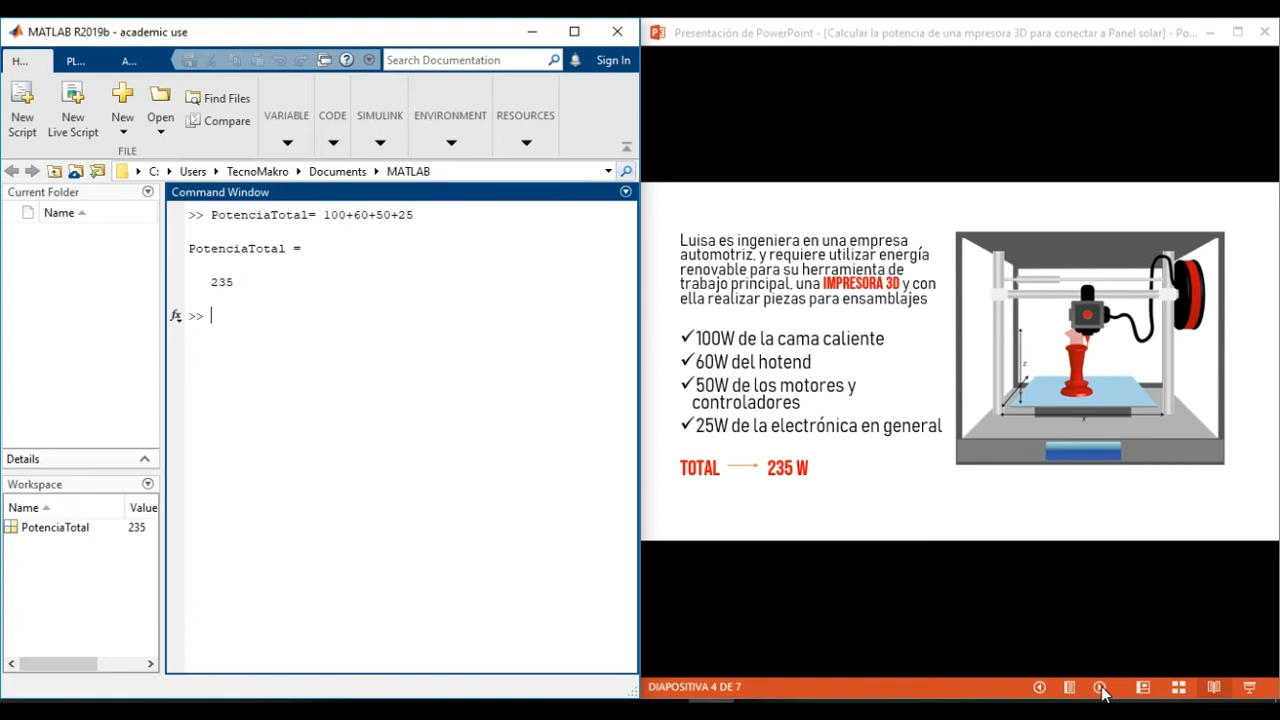 MATLAB R2019b - academic use
H...
PL...
A...
Search Documentation
Sign In
New Script
New Live Script
New
Open
Find Files
Compare
FILE
VARIABLE
CODE
SIMULINK
ENVIRONMENT
RESOURCES
C:
Users
TecnoMakro
Documents
MATLAB
Current Folder
Name
Details
Workspace
Name
Value
PotenciaTotal
235
Command Window
>> PotenciaTotal= 100+60+50+25
PotenciaTotal =
235
fx >>
Presentación de PowerPoint - [Calcular la potencia de una mpresora 3D para conectar a Panel solar] - Po...
Luisa es ingeniera en una empresa
automotriz, y requiere utilizar energía
renovable para su herramienta de
trabajo principal, una IMPRESORA 3D y con
ella realizar piezas para ensamblajes
✓100W de la cama caliente
✓60W del hotend
✓50W de los motores y
controladores
✓25W de la electrónica en general
TOTAL → 235 W
z
x
DIAPOSITIVA 4 DE 7